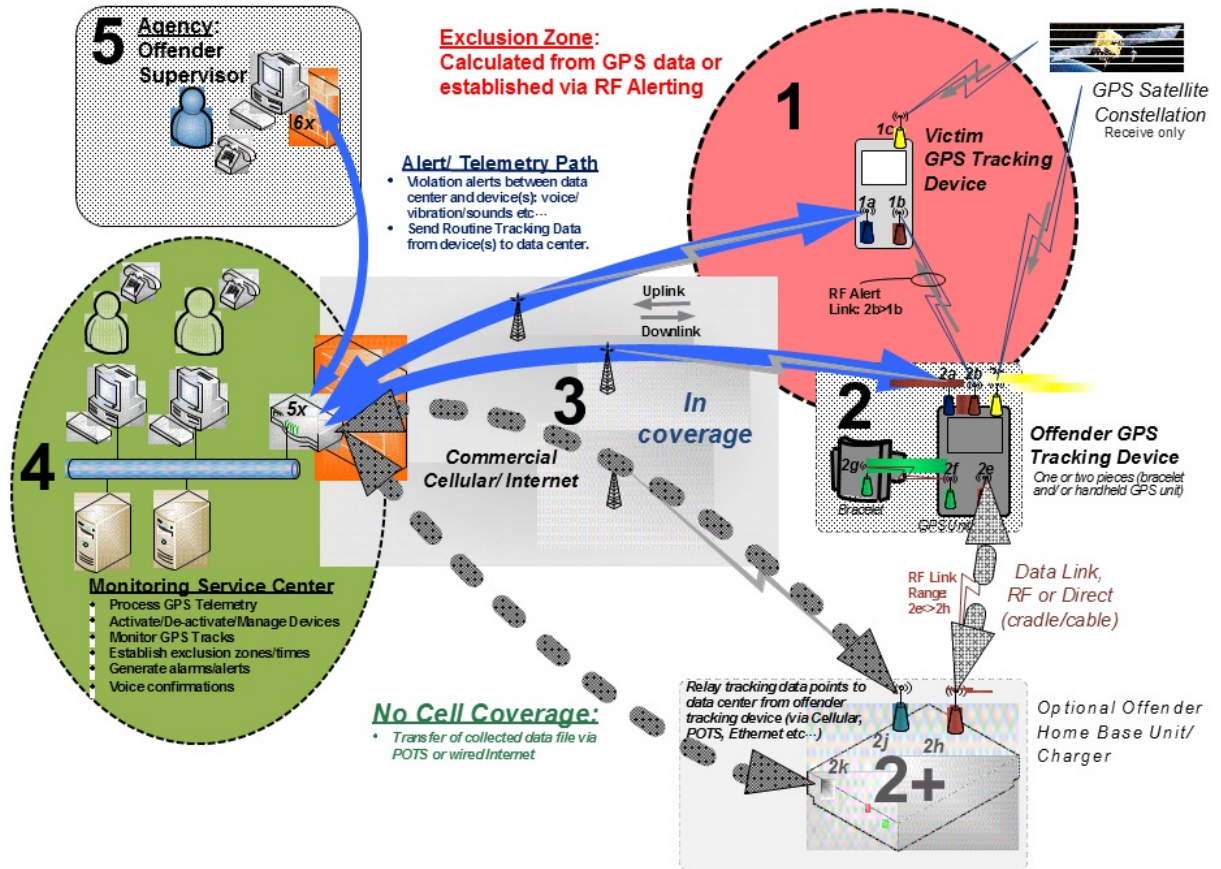 5
Agency:
Offender
Supervisor
6x
Exclusion Zone:
Calculated from GPS data or
established via RF Alerting
1
1c
Victim
GPS Tracking
Device
1a
1b
GPS Satellite
Constellation
Receive only
Alert/ Telemetry Path
• Violation alerts between data
center and device(s): voice/
vibration/sounds etc…
• Send Routine Tracking Data
from device(s) to data center.
RF Alert
Link: 2b>1b
Uplink
Downlink
5x
3
In
coverage
Commercial
Cellular/ Internet
2
2a
2b
2g
2f
2e
Bracelet
GPS Unit
Offender GPS
Tracking Device
One or two pieces (bracelet
and/or handheld GPS unit)
4
Monitoring Service Center
Process GPS Telemetry
Activate/De-activate/Manage Devices
Monitor GPS Tracks
Establish exclusion zones/times
Generate alarms/alerts
Voice confirmations
RF Link
Range:
2e<>2h
Data Link,
RF or Direct
(cradle/cable)
No Cell Coverage:
• Transfer of collected data file via
POTS or wired Internet
Relay tracking data points to
data center from offender
tracking device (via Cellular,
POTS, Ethernet etc…)
2j
2h
2k
2+
Optional Offender
Home Base Unit/
Charger